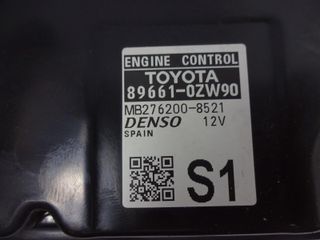 ENGINE CONTROL
TOYOTA
89661-0ZW90
MB276200-8521
DENSO 12V
SPAIN
S1